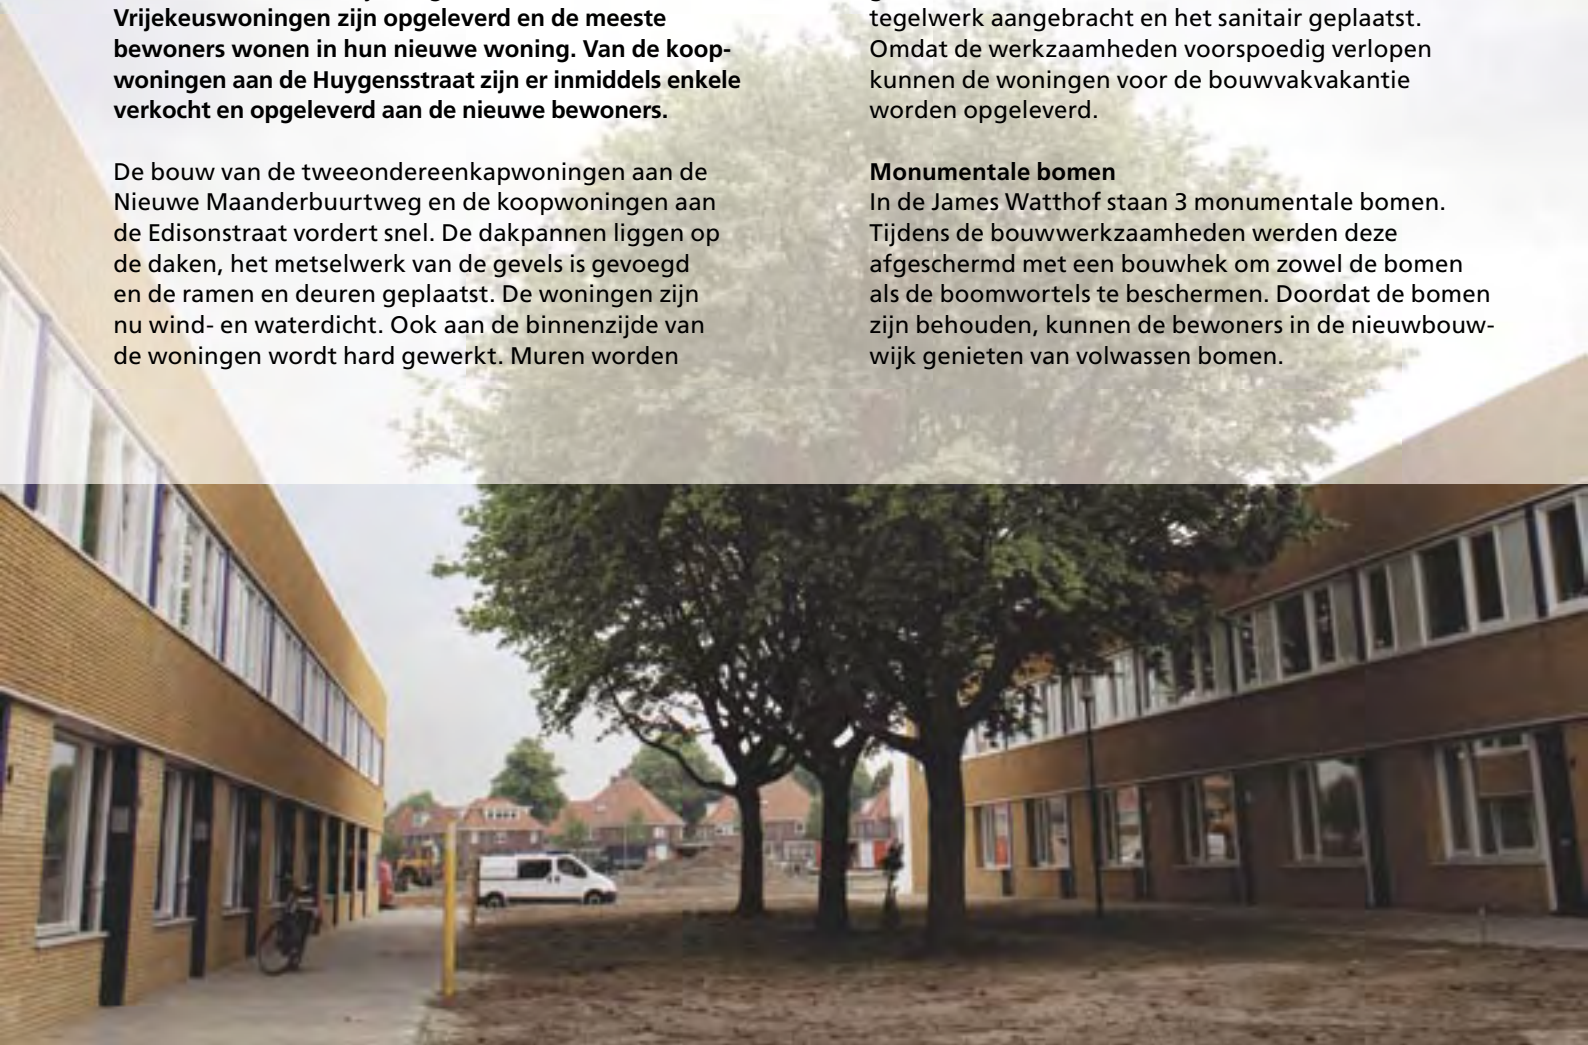 Vrijekeuswoningen zijn opgeleverd en de meeste
bewoners wonen in hun nieuwe woning. Van de koop-
woningen aan de Huygensstraat zijn er inmiddels enkele
verkocht en opgeleverd aan de nieuwe bewoners.
De bouw van de tweeondereenkapwoningen aan de
Nieuwe Maanderbuurtweg en de koopwoningen aan
de Edisonstraat vordert snel. De dakpannen liggen op
de daken, het metselwerk van de gevels is gevoegd
en de ramen en deuren geplaatst. De woningen zijn
nu wind- en waterdicht. Ook aan de binnenzijde van
de woningen wordt hard gewerkt. Muren worden
tegelwerk aangebracht en het sanitair geplaatst.
Omdat de werkzaamheden voorspoedig verlopen
kunnen de woningen voor de bouwvakvakantie
worden opgeleverd.
Monumentale bomen
In de James Watthof staan 3 monumentale bomen.
Tijdens de bouwwerkzaamheden werden deze
afgeschermd met een bouwhek om zowel de bomen
als de boomwortels te beschermen. Doordat de bomen
zijn behouden, kunnen de bewoners in de nieuwbouw-
wijk genieten van volwassen bomen.